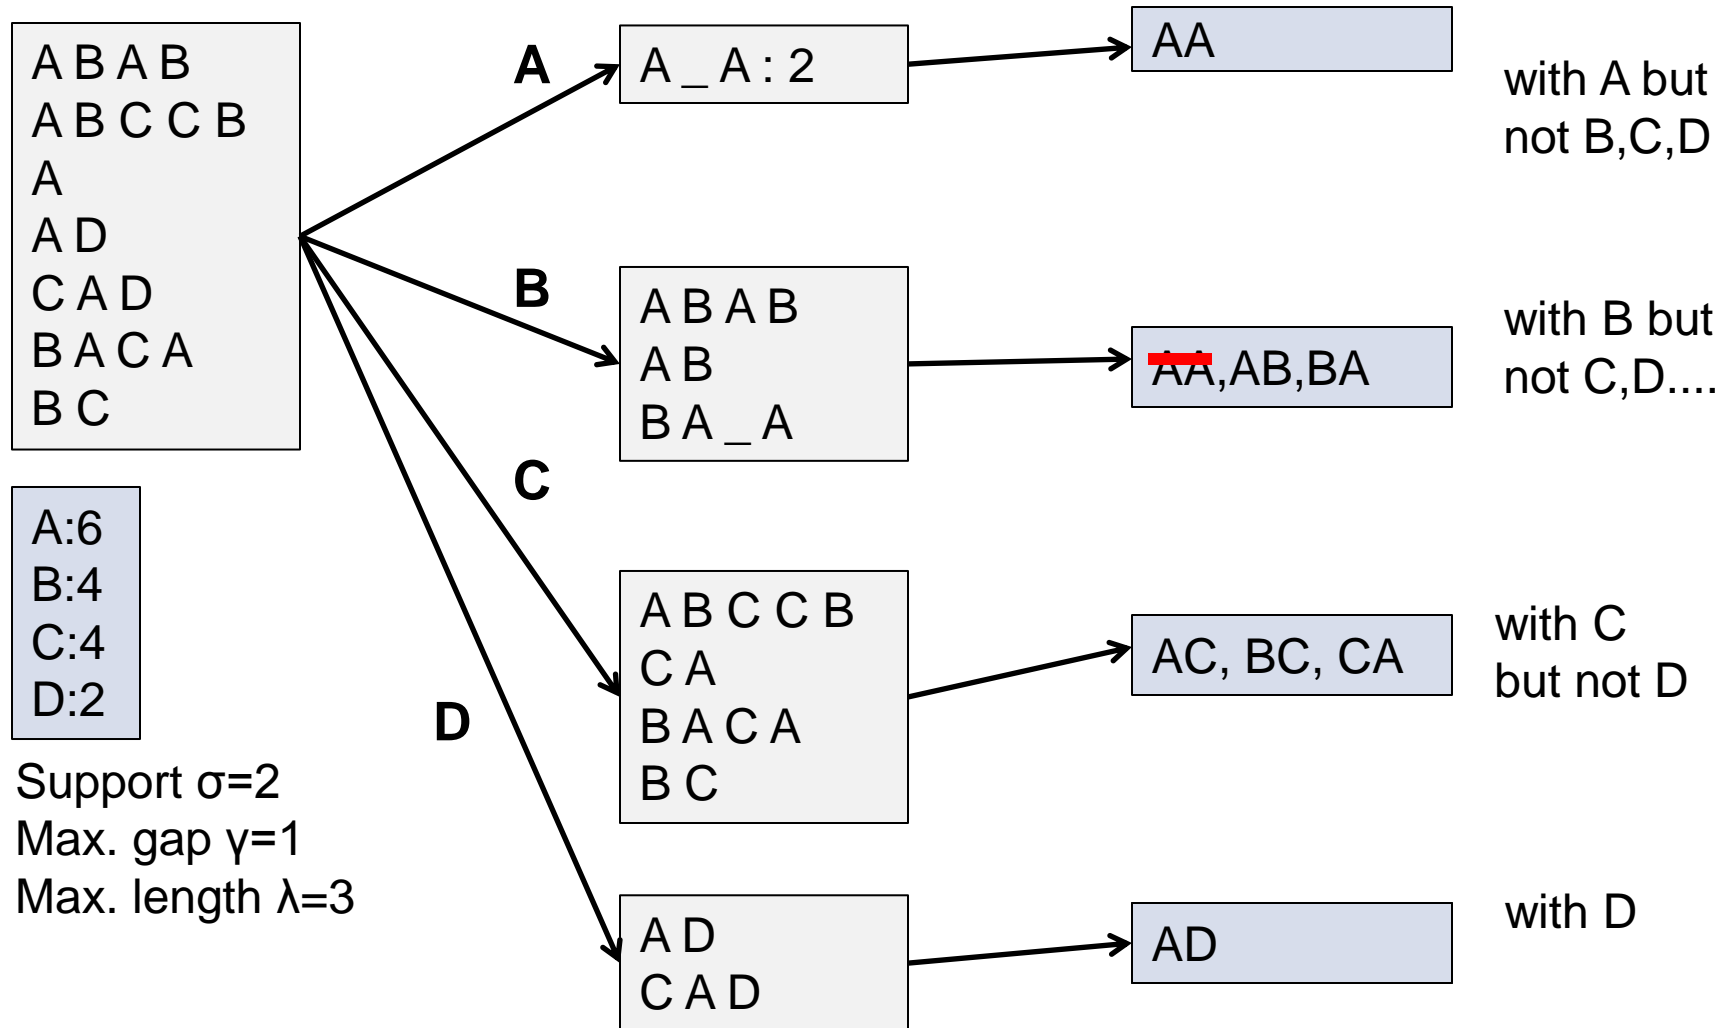 A B A B
A B C C B
A
A D
C A D
B A C A
B C
A:6
B:4
C:4
D:2
Support σ=2
Max. gap γ=1
Max. length λ=3
A
B
C
D
A _ A : 2
A B A B
A B
B A _ A
A B C C B
C A
B A C A
B C
A D
C A D
AA
AA,AB,BA
AC, BC, CA
AD
with A but
not B,C,D
with B but
not C,D....
with C
but not D
with D